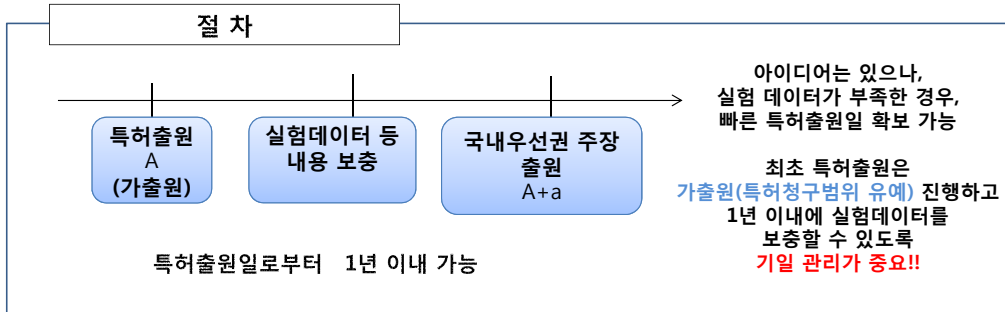 절 차
특허출원
A
(가출원)
실험데이터 등
내용 보충
국내우선권 주장
출원
A+a
특허출원일로부터 1년 이내 가능
아이디어는 있으나,
실험 데이터가 부족한 경우,
빠른 특허출원일 확보 가능
최초 특허출원은
가출원(특허청구범위 유예) 진행하고
1년 이내에 실험데이터를
보충할 수 있도록
기일 관리가 중요!!